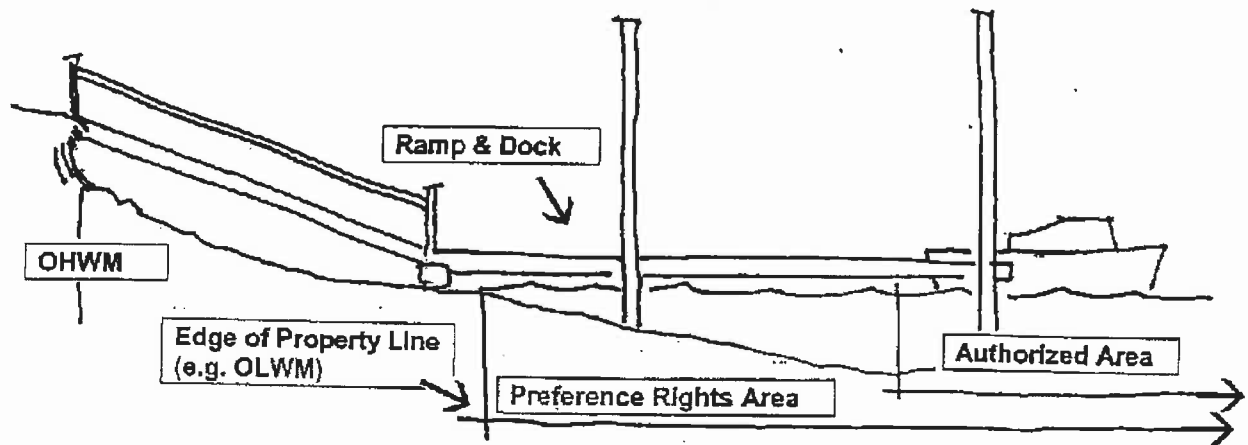 Ramp & Dock
OHWM
Edge of Property Line
(e.g. OLWM)
Authorized Area
Preference Rights Area